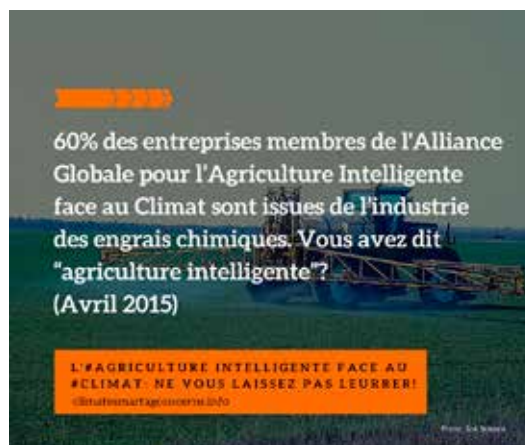 60% des entreprises membres de l'Alliance
Globale pour l'Agriculture Intelligente
face au Climat sont issues de l'industrie
des engrais chimiques. Vous avez dit
"agriculture intelligente"?
(Avril 2015)
L'#AGRICULTURE INTELLIGENTE FACE AU
#CLIMAT: NE VOUS LAISSEZ PAS LEURRER!
climatesmartagconcerns.info
Photo: